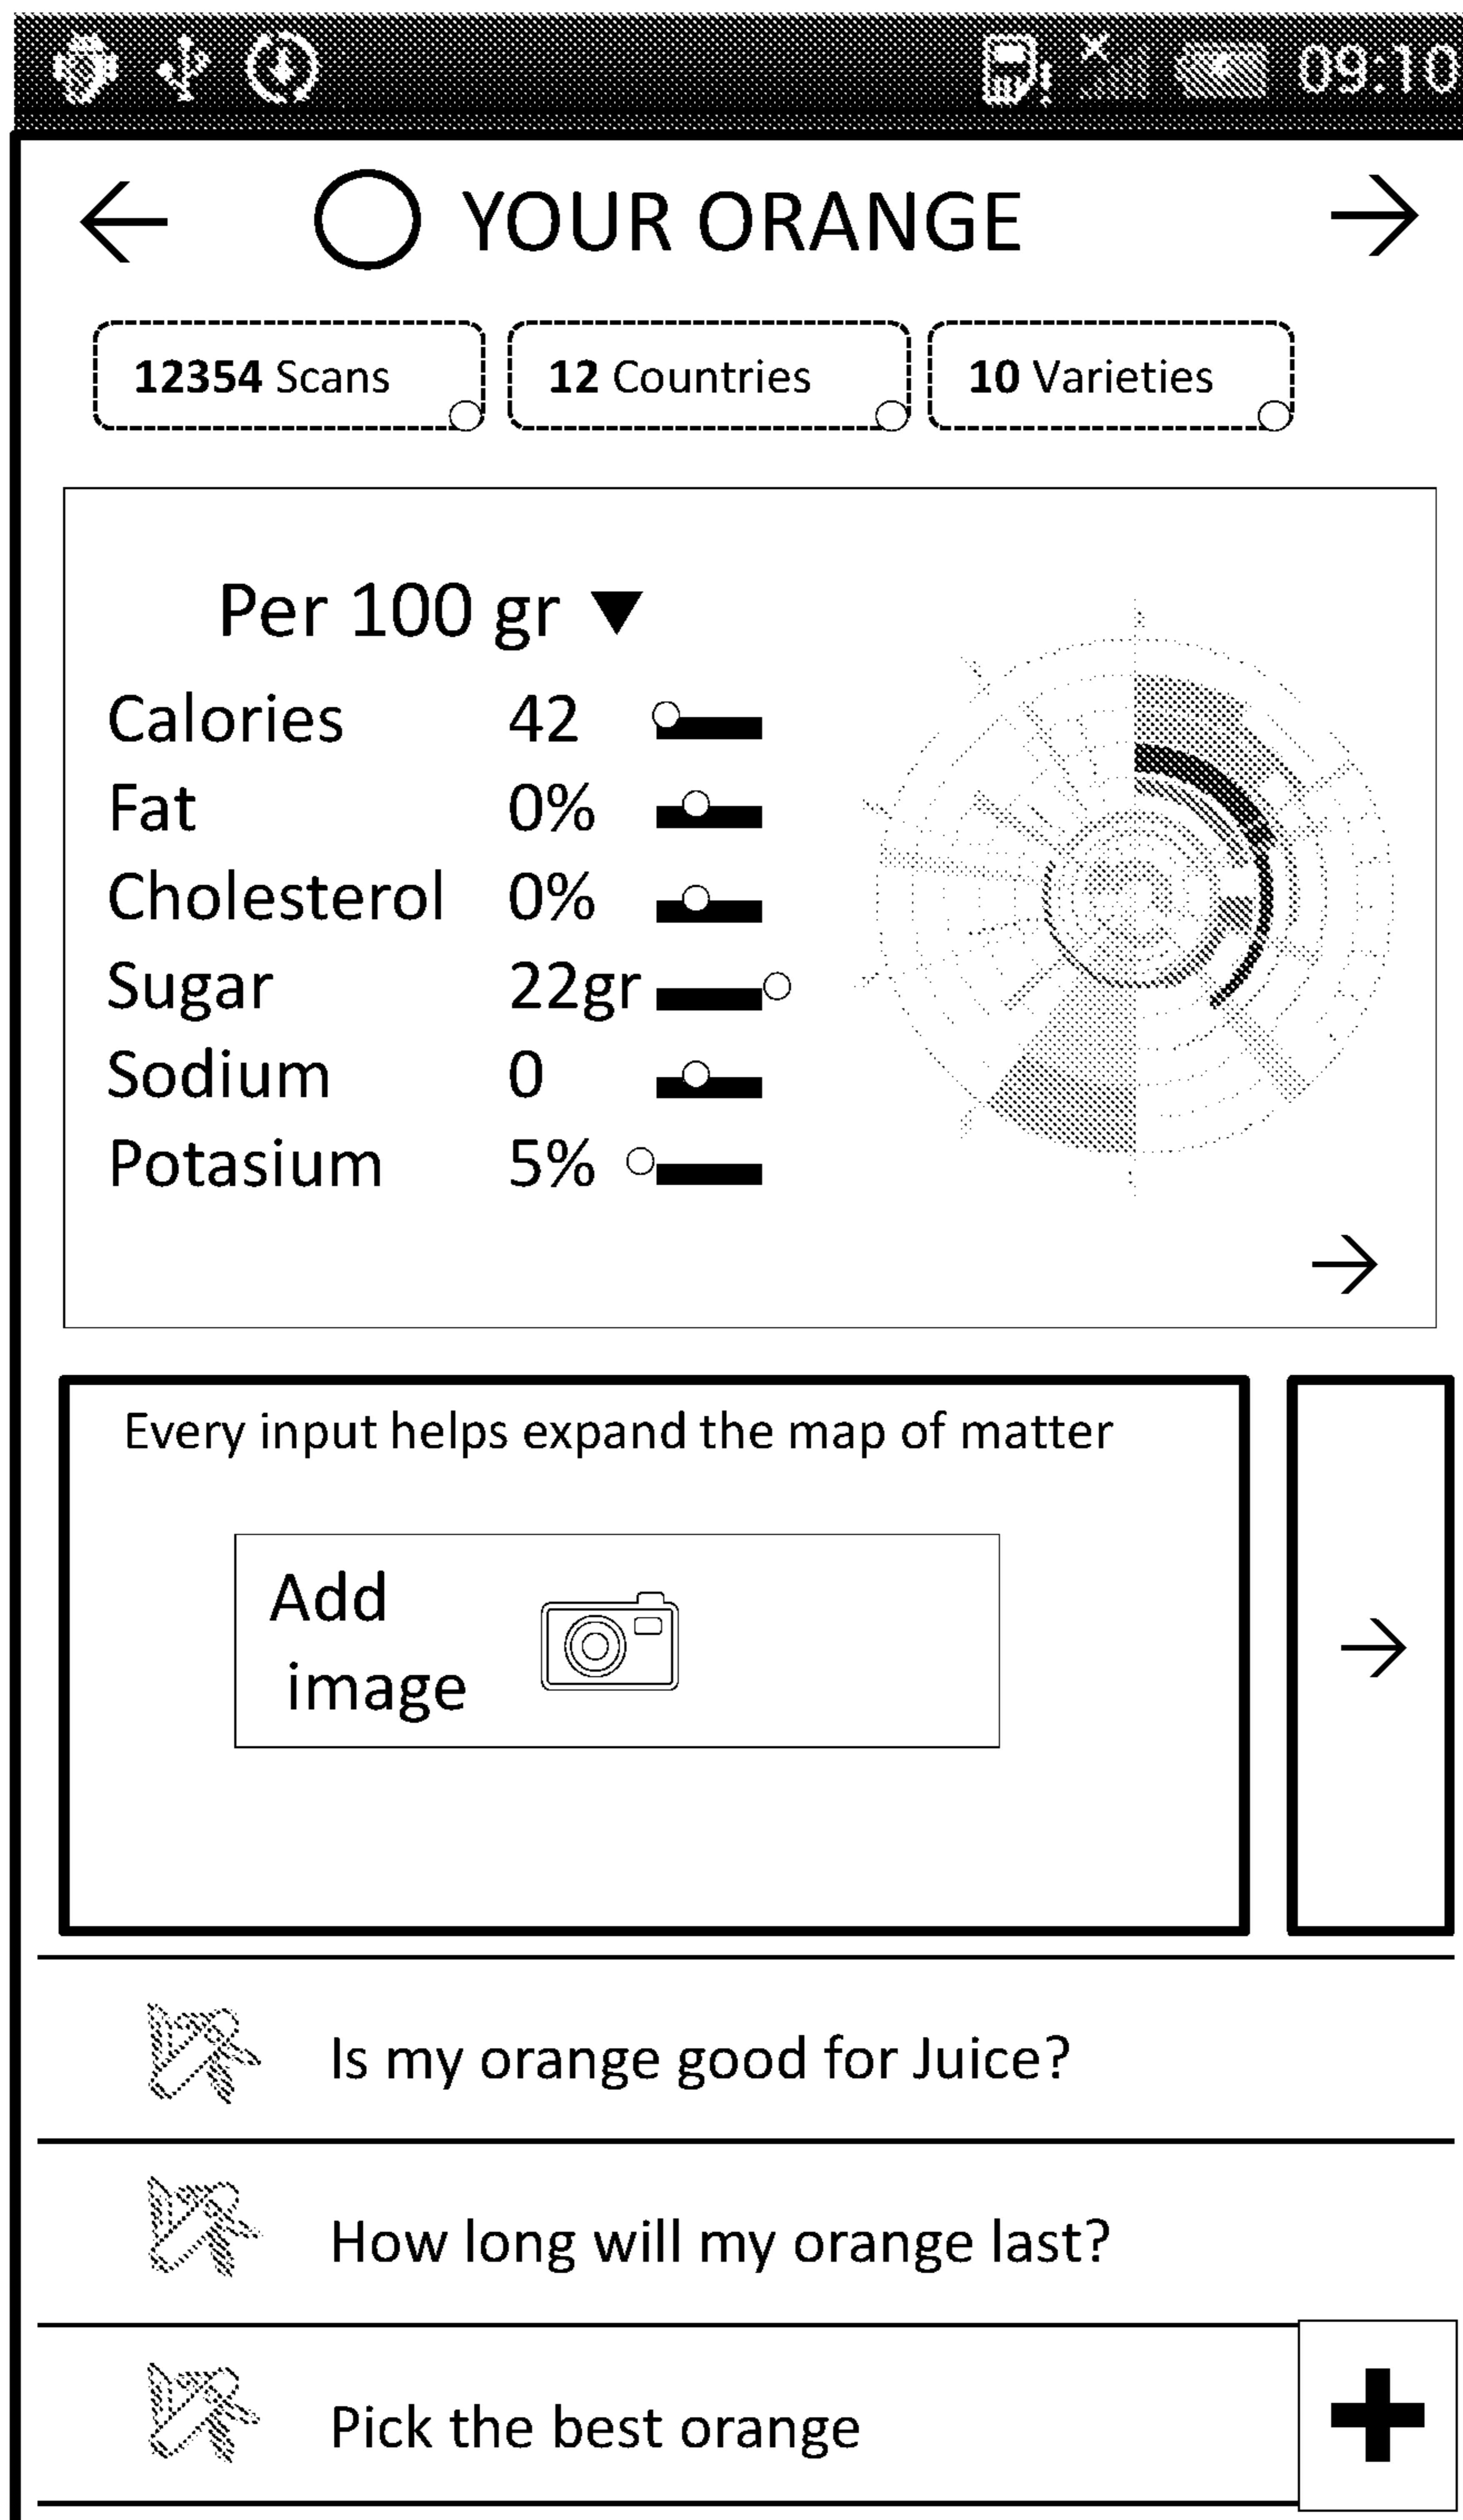 09:10
YOUR ORANGE
12354 Scans 12 Countries 10 Varieties
Per 100 gr
Calories 42
Fat 0%
Cholesterol 0%
Sugar 22gr
Sodium 0
Potasium 5%
Every input helps expand the map of matter
Add
image
Is my orange good for Juice?
How long will my orange last?
Pick the best orange